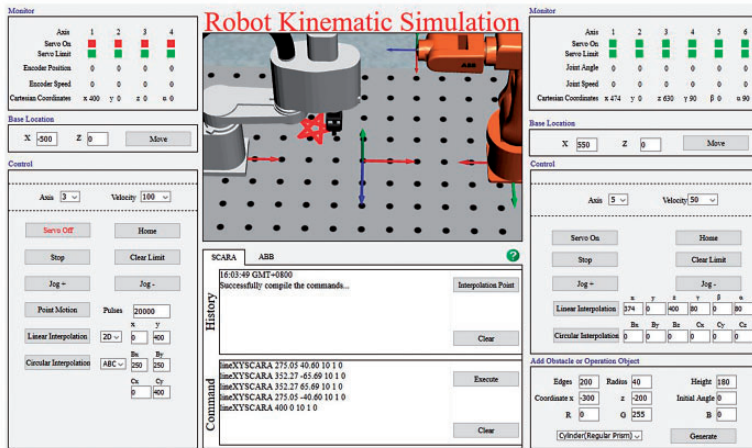 Robot Kinematic Simulation
Monitor
Axis 1 2 3 4
Servo On
Servo Limit
Encoder Position 0 0 0 0
Encoder Speed 0 0 0 0
Cartesian Coordinates x 400 y 0 z 0 α 0
Base Location
X -500 Z 0 Move
Control
Axis 3 Velocity 100
Servo Off Home
Stop Clear Limit
Jog + Jog -
Point Motion Pulses 20000
x y
Linear Interpolation 2D 0 400
Bx By
Circular Interpolation ABC 250 250
Cx Cy
0 400
ABB
SCARA ABB
?
History
16:03:49 GMT+0800
Successfully compile the commands...
Interpolation Point
Clear
Command
lineXYSCARA 275.05 40.60 10 1 0
lineXYSCARA 352.27 -65.69 10 1 0
lineXYSCARA 352.27 65.69 10 1 0
lineXYSCARA 275.05 -40.60 10 1 0
lineXYSCARA 400 0 10 1 0
Execute
Clear
Monitor
Axis 1 2 3 4 5 6
Servo On
Servo Limit
Joint Angle 0 0 0 0 0 0
Joint Speed 0 0 0 0 0 0
Cartesian Coordinates x 474 y 0 z 630 γ 90 β 0 α 90
Base Location
X 550 Z 0 Move
Control
Axis 5 Velocity 50
Servo On Home
Stop Clear Limit
Jog + Jog -
x y z γ β α
Linear Interpolation 374 0 400 80 0 80
Bx By Bz Cx Cy Cz
Circular Interpolation 0 0 0 0 0 0
Add Obstacle or Operation Object
Edges 200 Radius 40 Height 180
Coordinate x -300 z -200 Initial Angle 0
R 0 G 255 B 0
Cylinder(Regular Prism) Generate